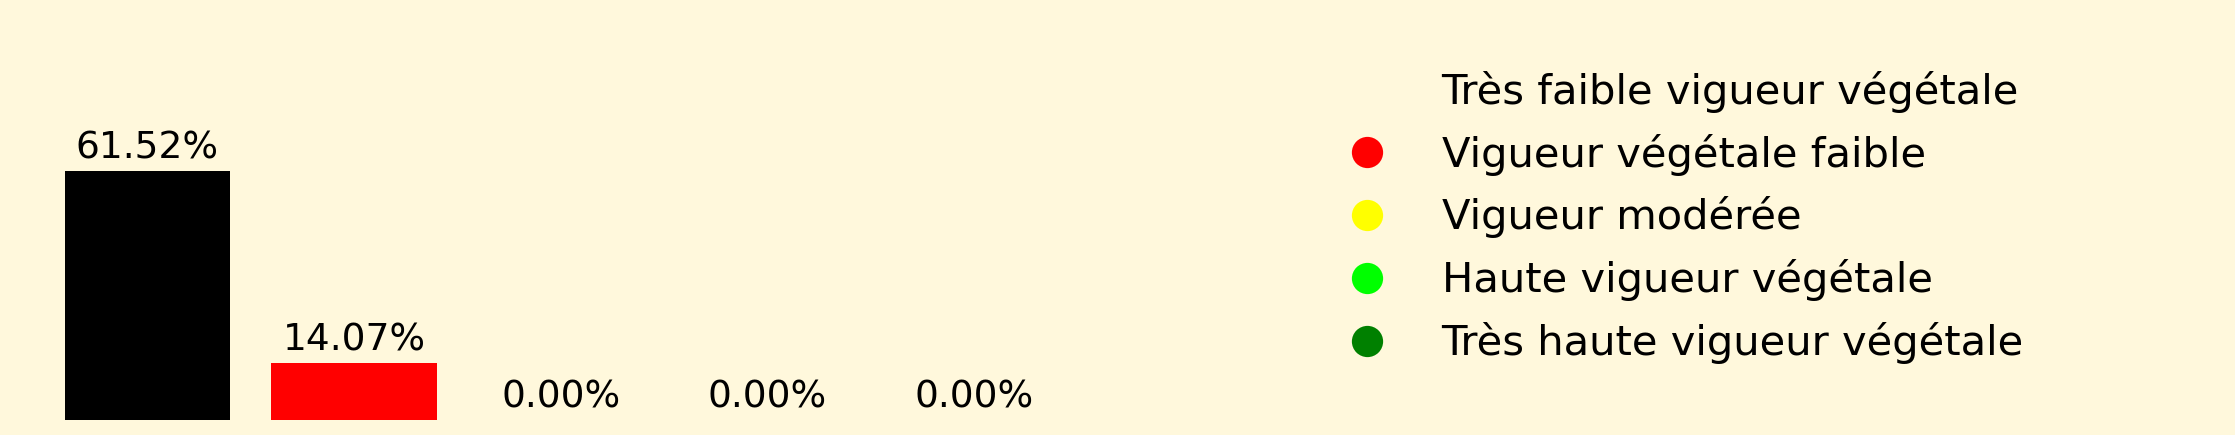 61.52%
14.07%
0.00%
0.00%
0.00%
Très faible vigueur végétale
Vigueur végétale faible
Vigueur modérée
Haute vigueur végétale
Très haute vigueur végétale